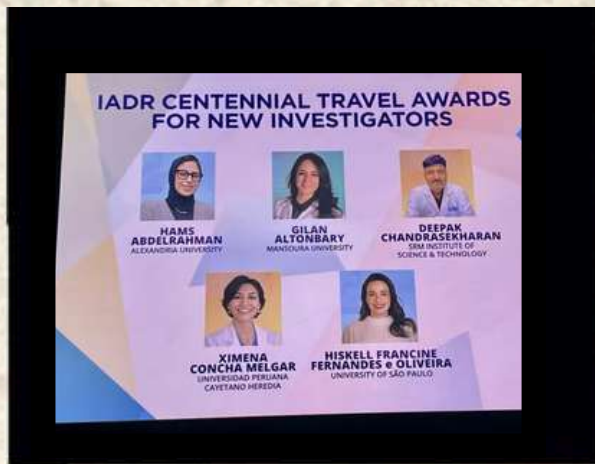 IADR CENTENNIAL TRAVEL AWARDS
FOR NEW INVESTIGATORS
HAMS
ABDELRAHMAN
ALEXANDRIA UNIVERSITY
GILAN
ALTONBARY
MANSOURA UNIVERSITY
DEEPAK
CHANDRASEKHARAN
SRM INSTITUTE OF
SCIENCE & TECHNOLOGY
XIMENA
CONCHA MELGAR
UNIVERSIDAD PERUANA
CAYETANO HEREDIA
HISKELL FRANCINE
FERNANDES e OLIVEIRA
UNIVERSITY OF SÃO PAULO